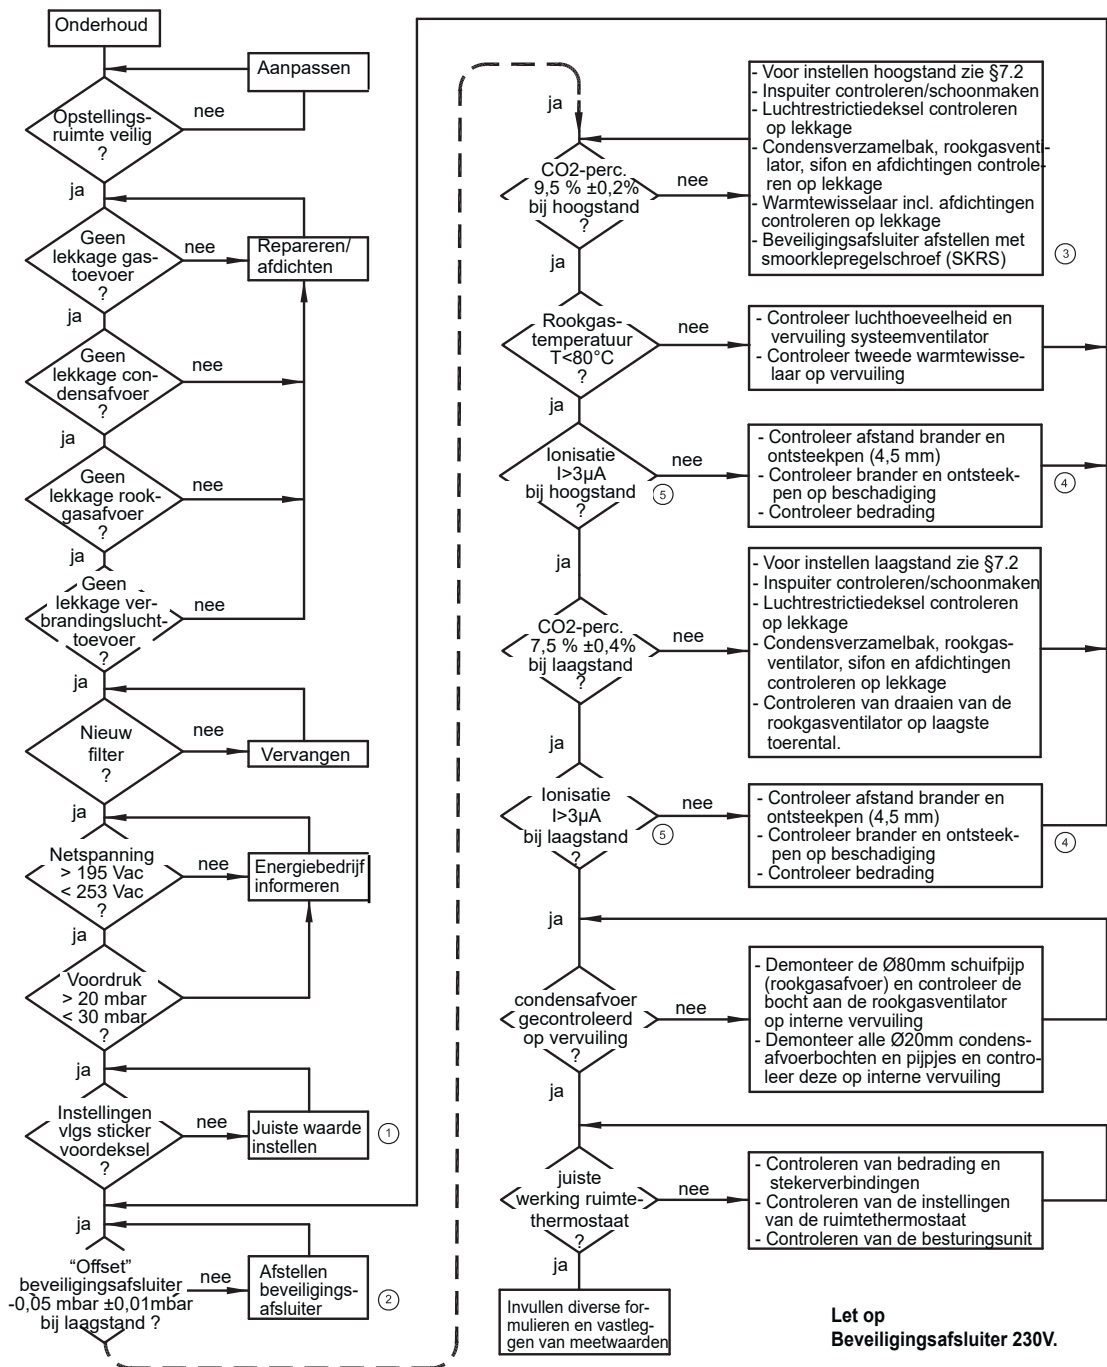 Onderhoud
Aanpassen
nee
Opstellings-
ruimte veilig
?
ja
Geen
lekkage gas-
toevoer
?
nee
Repareren/
afdichten
ja
Geen
lekkage con-
densafvoer
?
nee
ja
Geen
lekkage rook-
gasafvoer
?
nee
ja
Geen
lekkage ver-
brandingslucht-
toevoer
?
nee
ja
Nieuw
filter
?
nee
Vervangen
ja
Netspanning
> 195 Vac
< 253 Vac
?
nee
Energiebedrijf
informeren
ja
Voordruk
> 20 mbar
< 30 mbar
?
ja
Instellingen
vlgs sticker
voordeksel
?
nee
Juiste waarde
instellen
1
ja
“Offset”
beveiligingsafsluiter
-0,05 mbar ±0,01mbar
bij laagstand ?
nee
Afstellen
beveiligings-
afsluiter
2
ja
CO2-perc.
9,5 % ±0,2%
bij hoogstand
?
nee
- Voor instellen hoogstand zie §7.2
- Inspuiter controleren/schoonmaken
- Luchtrestrictiedeksel controleren
op lekkage
- Condensverzamelbak, rookgasventi-
lator, sifon en afdichtingen controle-
ren op lekkage
- Warmtewisselaar incl. afdichtingen
controleren op lekkage
- Beveiligingsafsluiter afstellen met
smoorklepregelschroef (SKRS)
3
ja
Rookgas-
temperatuur
T<80°C
?
nee
- Controleer luchthoeveelheid en
vervuiling systeemventilator
- Controleer tweede warmtewisse-
laar op vervuiling
ja
Ionisatie
I>3µA
bij hoogstand
?
nee
5
- Controleer afstand brander en
ontsteekpen (4,5 mm)
- Controleer brander en ontsteek-
pen op beschadiging
- Controleer bedrading
4
ja
CO2-perc.
7,5 % ±0,4%
bij laagstand
?
nee
- Voor instellen laagstand zie §7.2
- Inspuiter controleren/schoonmaken
- Luchtrestrictiedeksel controleren
op lekkage
- Condensverzamelbak, rookgas-
ventilator, sifon en afdichtingen
controleren op lekkage
- Controleren van draaien van de
rookgasventilator op laagste
toerental.
ja
Ionisatie
I>3µA
bij laagstand
?
nee
5
- Controleer afstand brander en
ontsteekpen (4,5 mm)
- Controleer brander en ontsteek-
pen op beschadiging
- Controleer bedrading
4
ja
condensafvoer
gecontroleerd
op vervuiling
?
nee
- Demonteer de Ø80mm schuifpijp
(rookgasafvoer) en controleer de
bocht aan de rookgasventilator
op interne vervuiling
- Demonteer alle Ø20mm condens-
afvoerbochten en pijpjes en contro-
leer deze op interne vervuiling
ja
juiste
werking ruimte-
thermostaat
?
nee
- Controleren van bedrading en
stekerverbindingen
- Controleren van de instellingen
van de ruimtethermostaat
- Controleren van de besturingsunit
ja
Invullen diverse for-
mulieren en vastleg-
gen van meetwaarden
Let op
Beveiligingsafsluiter 230V.